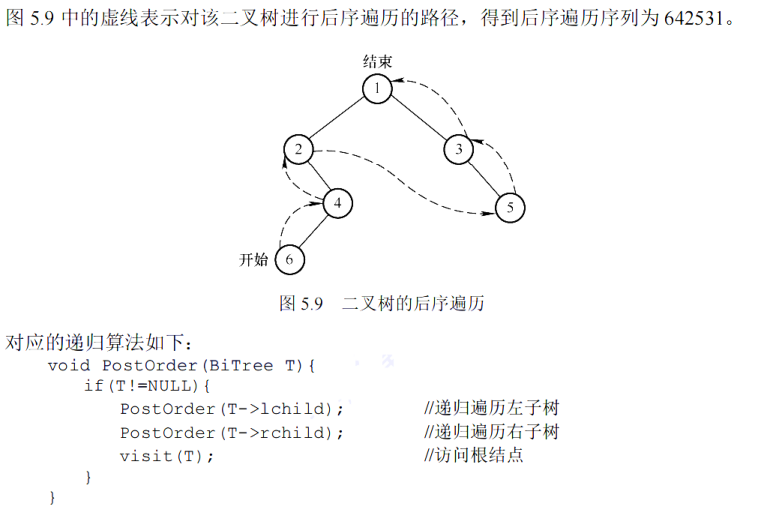 图 5.9 中的虚线表示对该二叉树进行后序遍历的路径，得到后序遍历序列为 642531。
结束
1
2
3
4
5
开始 6
图 5.9 二叉树的后序遍历
对应的递归算法如下：
void PostOrder(BiTree T){
if(T!=NULL){
PostOrder(T->lchild); //递归遍历左子树
PostOrder(T->rchild); //递归遍历右子树
visit(T); //访问根结点
}
}